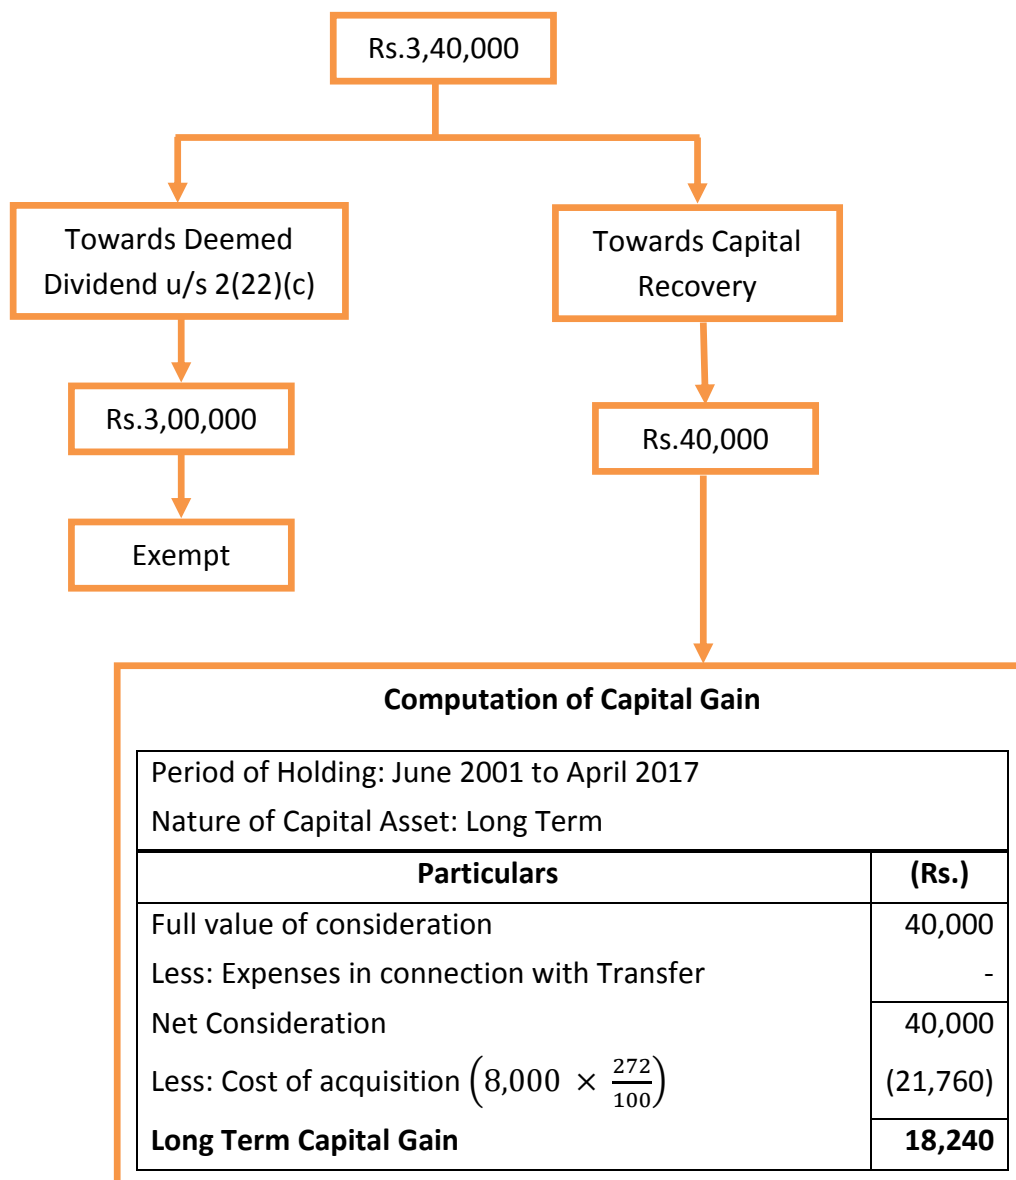 Rs.3,40,000
Towards Deemed
Dividend u/s 2(22)(c)
Towards Capital
Recovery
Rs.3,00,000
Rs.40,000
Exempt
Computation of Capital Gain
Period of Holding: June 2001 to April 2017
Nature of Capital Asset: Long Term
Particulars (Rs.)
Full value of consideration 40,000
Less: Expenses in connection with Transfer -
Net Consideration 40,000
Less: Cost of acquisition (8,000 × 272/100) (21,760)
Long Term Capital Gain 18,240